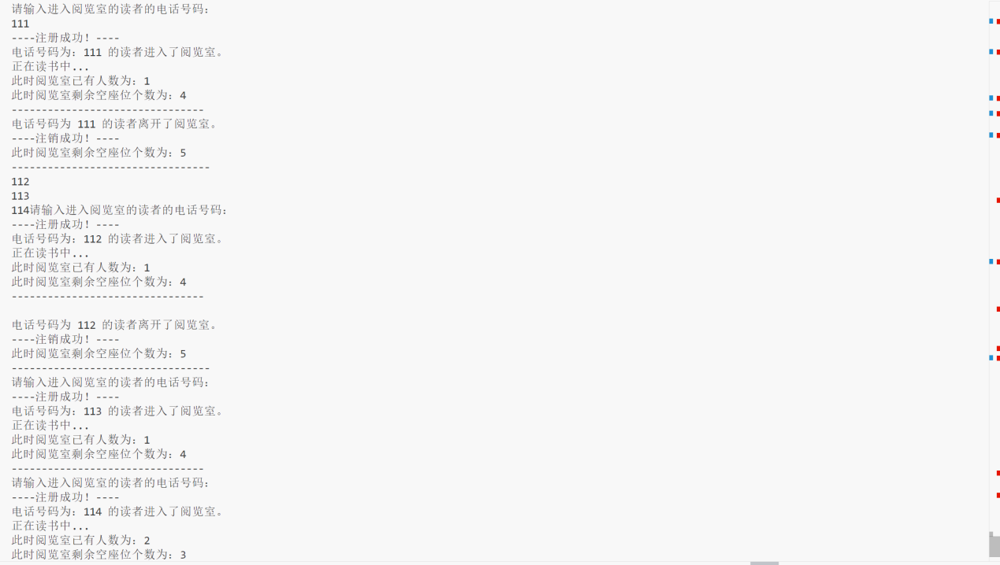 请输入进入阅览室的读者的电话号码：
111
----注册成功！----
电话号码为：111 的读者进入了阅览室。
正在读书中...
此时阅览室已有人数为：1
此时阅览室剩余空座位个数为：4
--------------------------------
电话号码为 111 的读者离开了阅览室。
----注销成功！----
此时阅览室剩余空座位个数为：5
---------------------------------
112
113
114请输入进入阅览室的读者的电话号码：
----注册成功！----
电话号码为：112 的读者进入了阅览室。
正在读书中...
此时阅览室已有人数为：1
此时阅览室剩余空座位个数为：4
--------------------------------
电话号码为 112 的读者离开了阅览室。
----注销成功！----
此时阅览室剩余空座位个数为：5
---------------------------------
请输入进入阅览室的读者的电话号码：
----注册成功！----
电话号码为：113 的读者进入了阅览室。
正在读书中...
此时阅览室已有人数为：1
此时阅览室剩余空座位个数为：4
--------------------------------
请输入进入阅览室的读者的电话号码：
----注册成功！----
电话号码为：114 的读者进入了阅览室。
正在读书中...
此时阅览室已有人数为：2
此时阅览室剩余空座位个数为：3